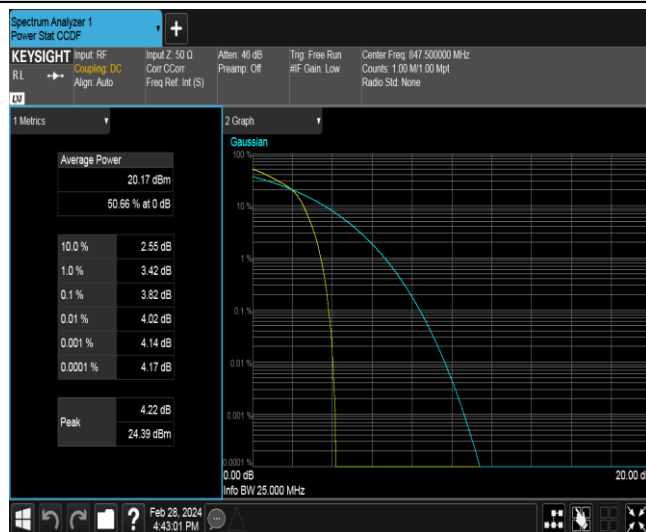 Spectrum Analyzer 1
Power Stat CCDF
+
KEYSIGHT
RL
LXI
Input: RF
Coupling: DC
Align: Auto
Input Z: 50 Ω
Corr CCorr
Freq Ref: Int (S)
Atten: 46 dB
Preamp: Off
Trig: Free Run
#IF Gain: Low
Center Freq: 847.500000 MHz
Counts: 1.00 M/1.00 Mpt
Radio Std: None
1 Metrics
Average Power
20.17 dBm
50.66 % at 0 dB
10.0 % 2.55 dB
1.0 % 3.42 dB
0.1 % 3.82 dB
0.01 % 4.02 dB
0.001 % 4.14 dB
0.0001 % 4.17 dB
Peak
4.22 dB
24.39 dBm
2 Graph
Gaussian
100 %
10 %
1 %
0.1 %
0.01 %
0.001 %
0.0001 %
0.00 dB
20.00 d
Info BW 25.000 MHz
?
Feb 28, 2024
4:43:01 PM